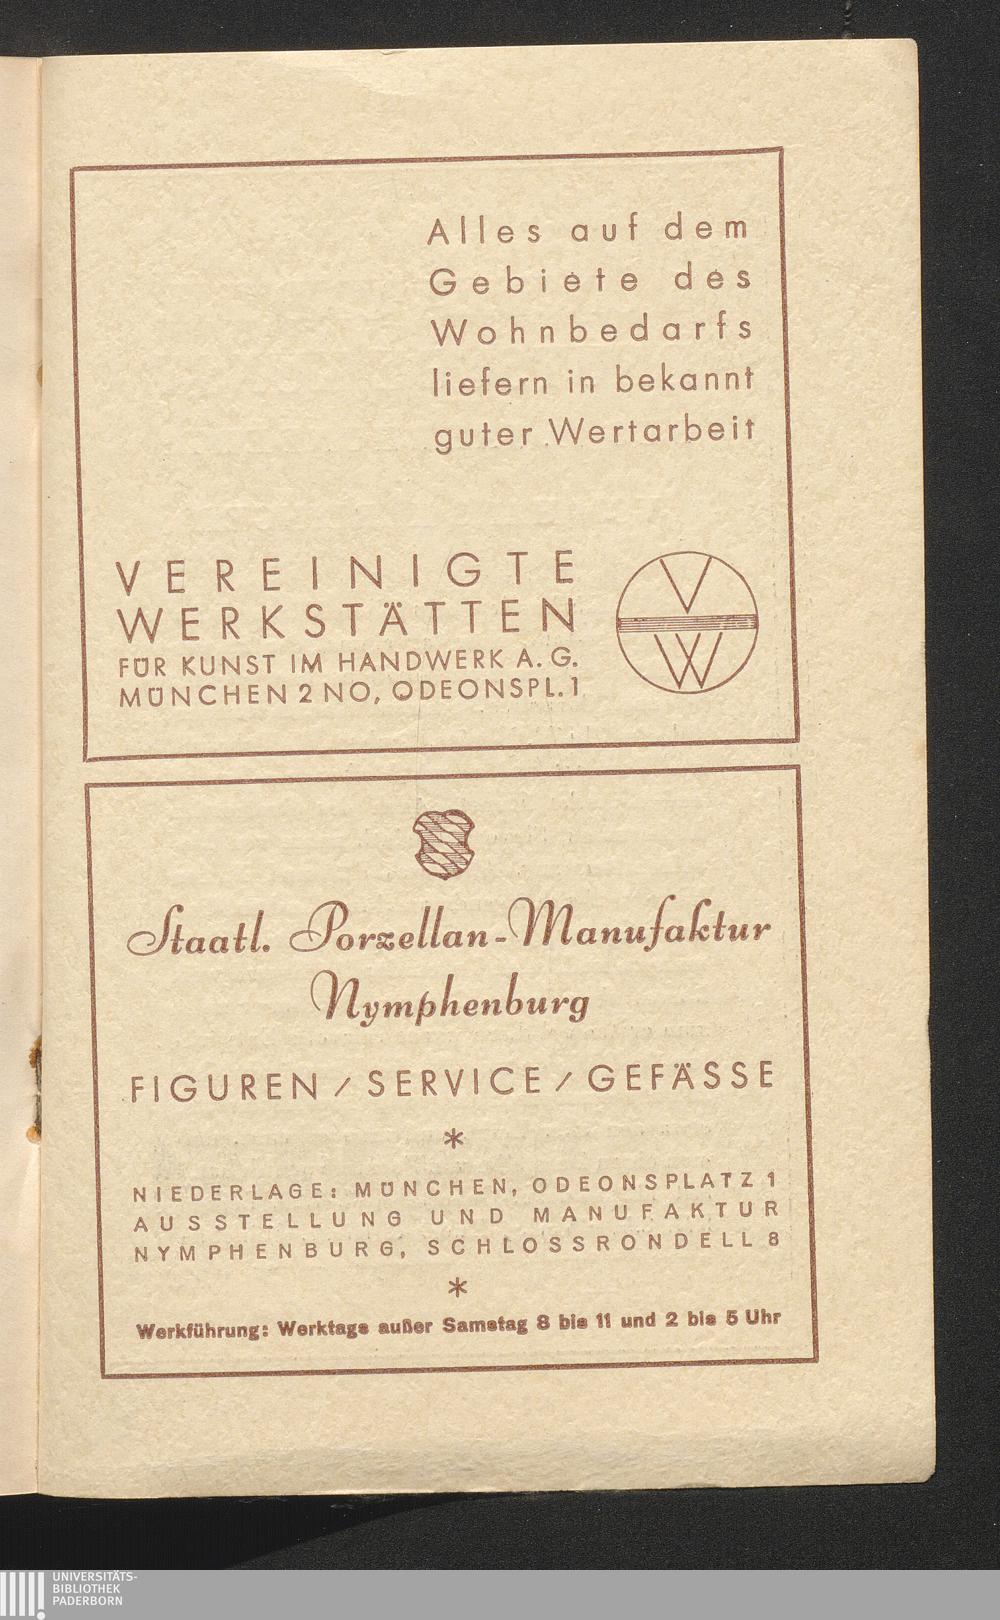 Alles auf dem
Gebiete des
Wohnbedarfs
liefern in bekannt
guter Wertarbeit
VEREINIGTE
WERKSTÄTTEN
FÜR KUNST IM HANDWERK A. G.
MÜNCHEN 2 NO, ODEONSPL. 1
V
W
Staatl. Porzellan-Manufaktur
Nymphenburg
FIGUREN / SERVICE / GEFÄSSE
*
NIEDERLAGE: MÜNCHEN, ODEONSPLATZ 1
AUSSTELLUNG UND MANUFAKTUR
NYMPHENBURG, SCHLOSSRONDELL 8
*
Werkführung: Werktags außer Samstag 8 bis 11 und 2 bis 5 Uhr
UNIVERSITÄTS-
BIBLIOTHEK
PADERBORN